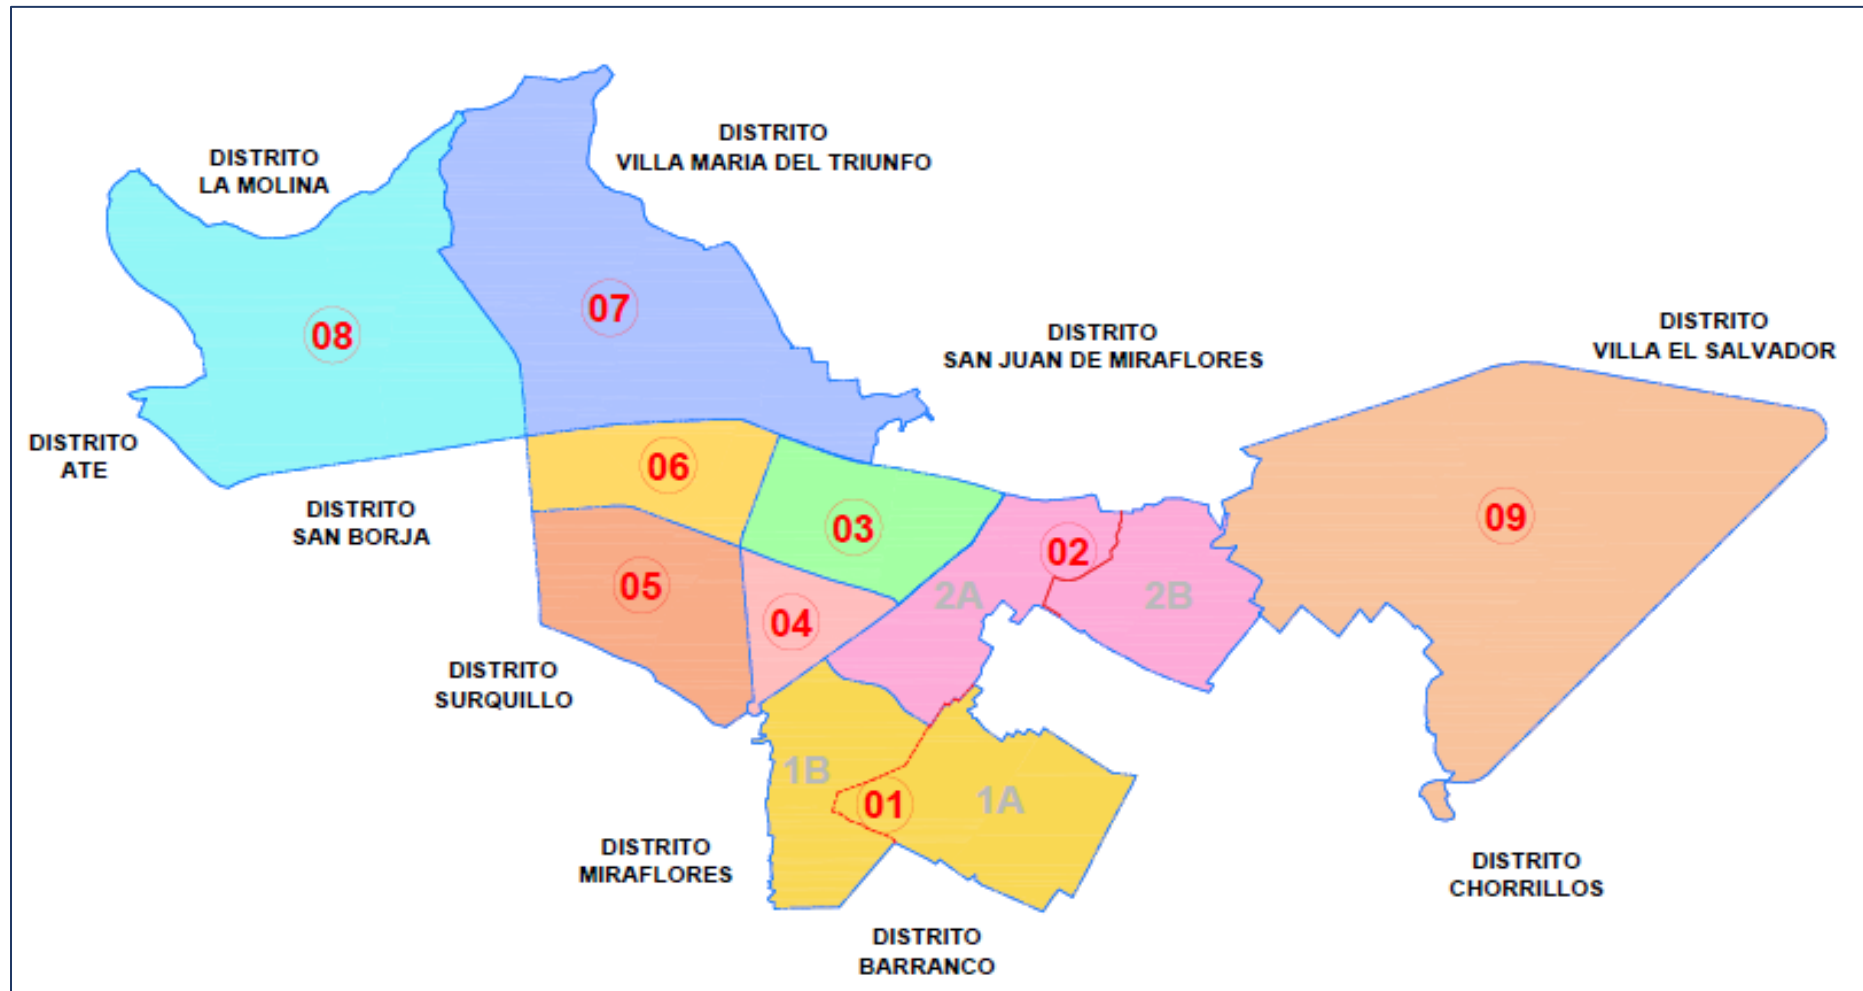 DISTRITO
VILLA MARIA DEL TRIUNFO
DISTRITO
LA MOLINA
07
08
DISTRITO
SAN JUAN DE MIRAFLORES
DISTRITO
VILLA EL SALVADOR
DISTRITO
ATE
06
DISTRITO
SAN BORJA
03
09
02
05
2A
2B
04
DISTRITO
SURQUILLO
1B
01
1A
DISTRITO
MIRAFLORES
DISTRITO
CHORRILLOS
DISTRITO
BARRANCO